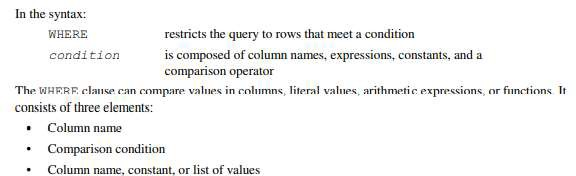 In the syntax:
WHERE restricts the query to rows that meet a condition
condition is composed of column names, expressions, constants, and a
comparison operator
The WHERE clause can compare values in columns, literal values, arithmetic expressions, or functions. It
consists of three elements:
• Column name
• Comparison condition
• Column name, constant, or list of values